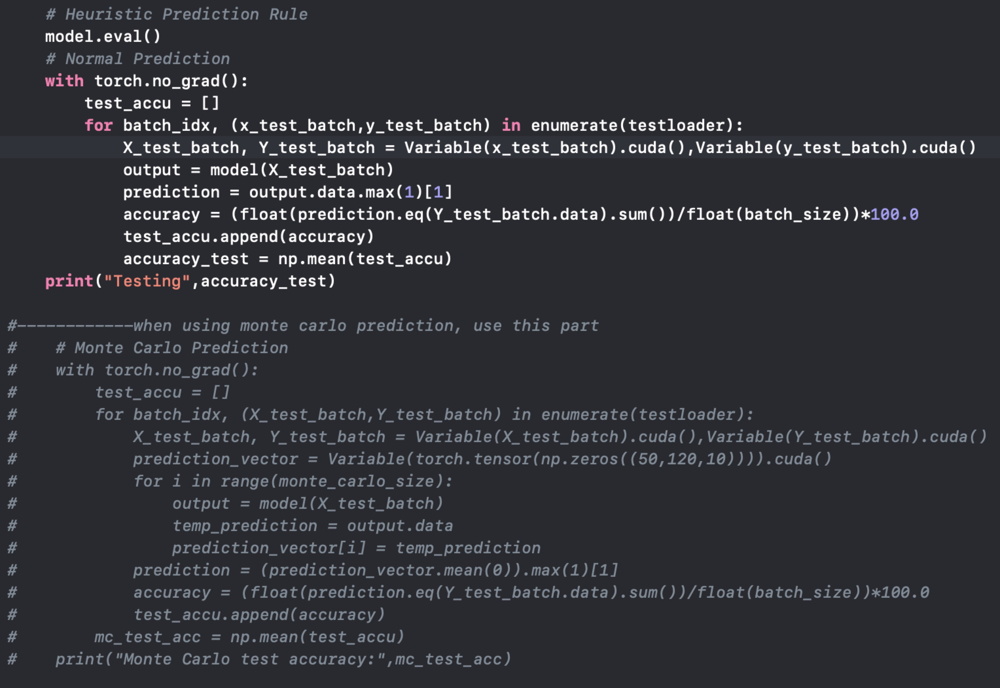 # Heuristic Prediction Rule
model.eval()
# Normal Prediction
with torch.no_grad():
test_accu = []
for batch_idx, (x_test_batch,y_test_batch) in enumerate(testloader):
X_test_batch, Y_test_batch = Variable(x_test_batch).cuda(),Variable(y_test_batch).cuda()
output = model(X_test_batch)
prediction = output.data.max(1)[1]
accuracy = (float(prediction.eq(Y_test_batch.data).sum())/float(batch_size))*100.0
test_accu.append(accuracy)
accuracy_test = np.mean(test_accu)
print("Testing",accuracy_test)
#------------when using monte carlo prediction, use this part
#    # Monte Carlo Prediction
#    with torch.no_grad():
#        test_accu = []
#        for batch_idx, (X_test_batch,Y_test_batch) in enumerate(testloader):
#            X_test_batch, Y_test_batch = Variable(X_test_batch).cuda(),Variable(Y_test_batch).cuda()
#            prediction_vector = Variable(torch.tensor(np.zeros((50,120,10)))).cuda()
#            for i in range(monte_carlo_size):
#                output = model(X_test_batch)
#                temp_prediction = output.data
#                prediction_vector[i] = temp_prediction
#            prediction = (prediction_vector.mean(0)).max(1)[1]
#            accuracy = (float(prediction.eq(Y_test_batch.data).sum())/float(batch_size))*100.0
#            test_accu.append(accuracy)
#        mc_test_acc = np.mean(test_accu)
#    print("Monte Carlo test accuracy:",mc_test_acc)